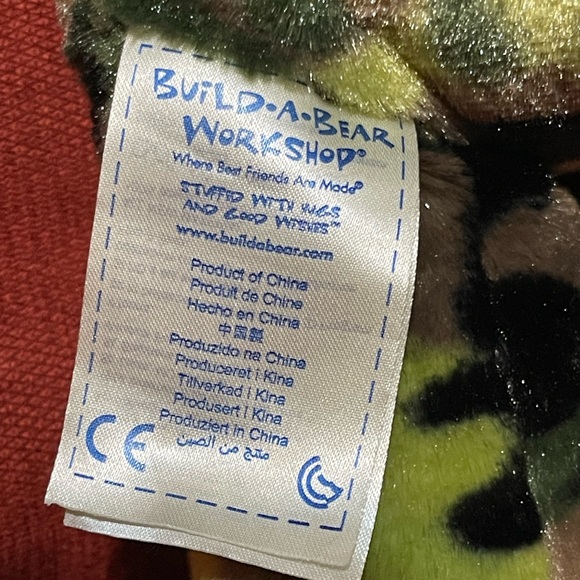 BUiLD•A•BEAR
WORKSHOP®
Where Best Friends Are Made®
STUFFED WITH HUGS
AND GOOD WISHES™
www.buildabear.com
Product of China
Produit de Chine
Hecho en China
中国製
Produzido na China
Produceret i Kina
Tillverkad i Kina
Produsert i Kina
Produziert in China
منتج من الصين
CE